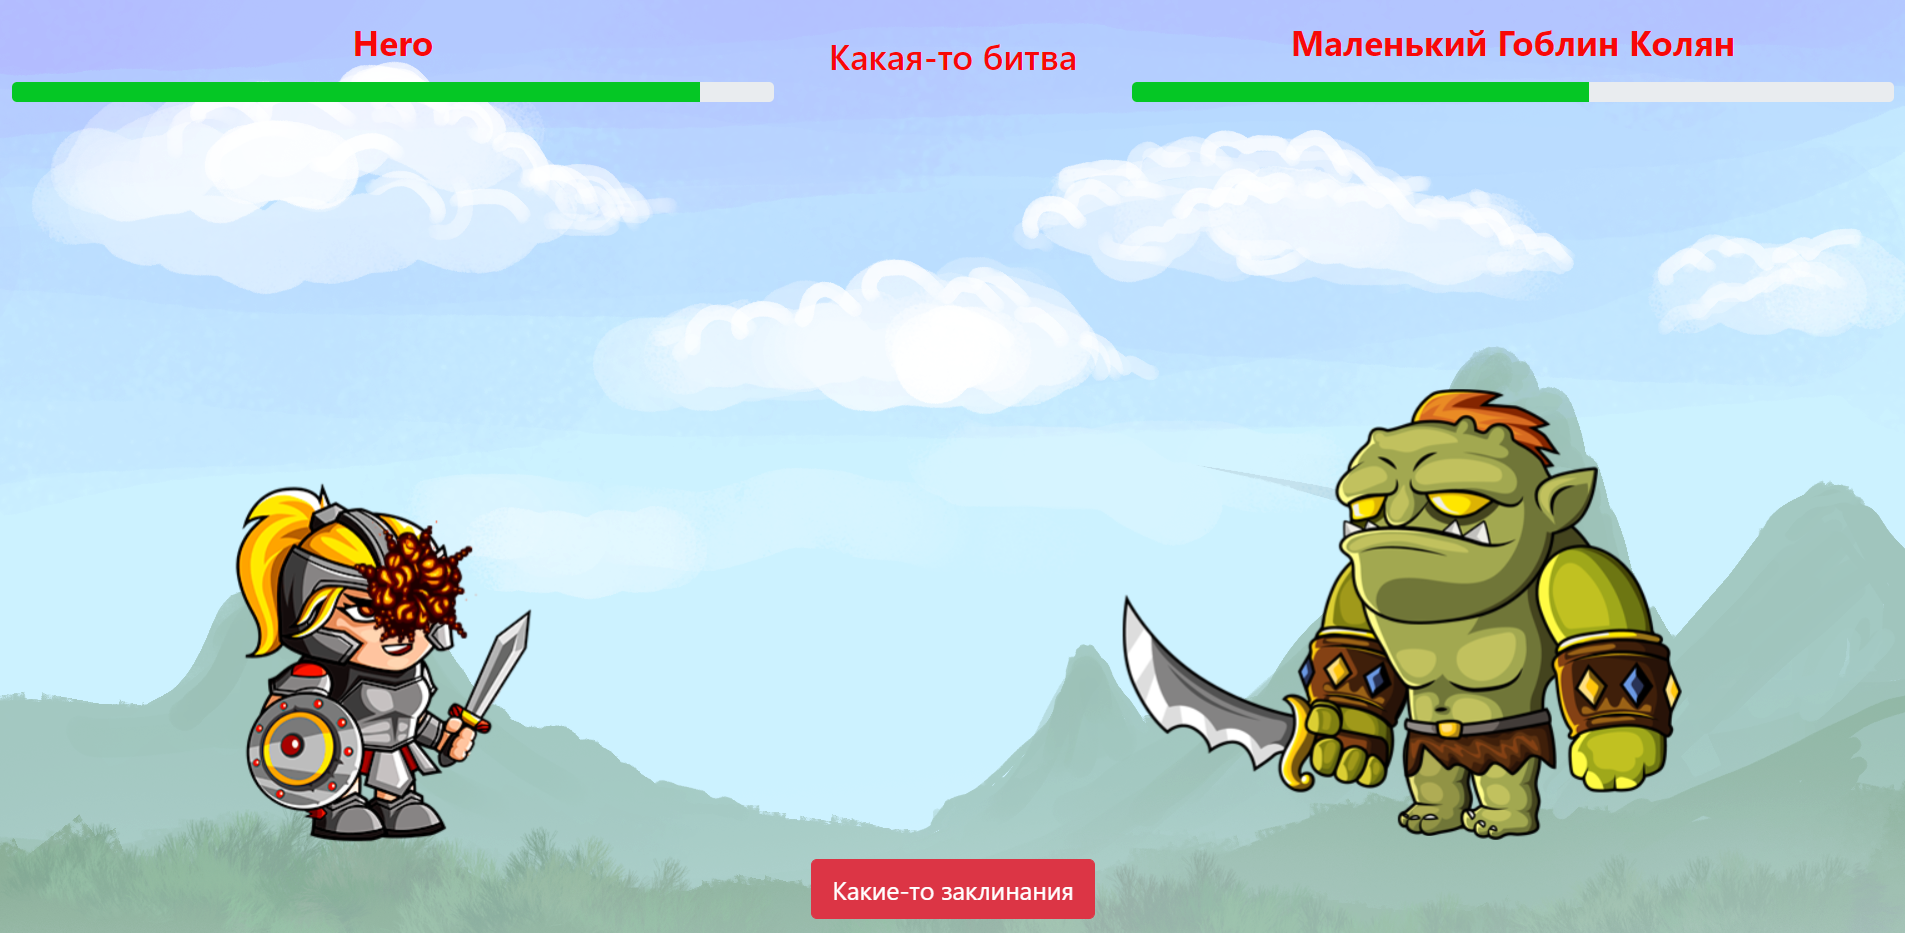 Hero
Какая-то битва
Маленький Гоблин Колян
Какие-то заклинания